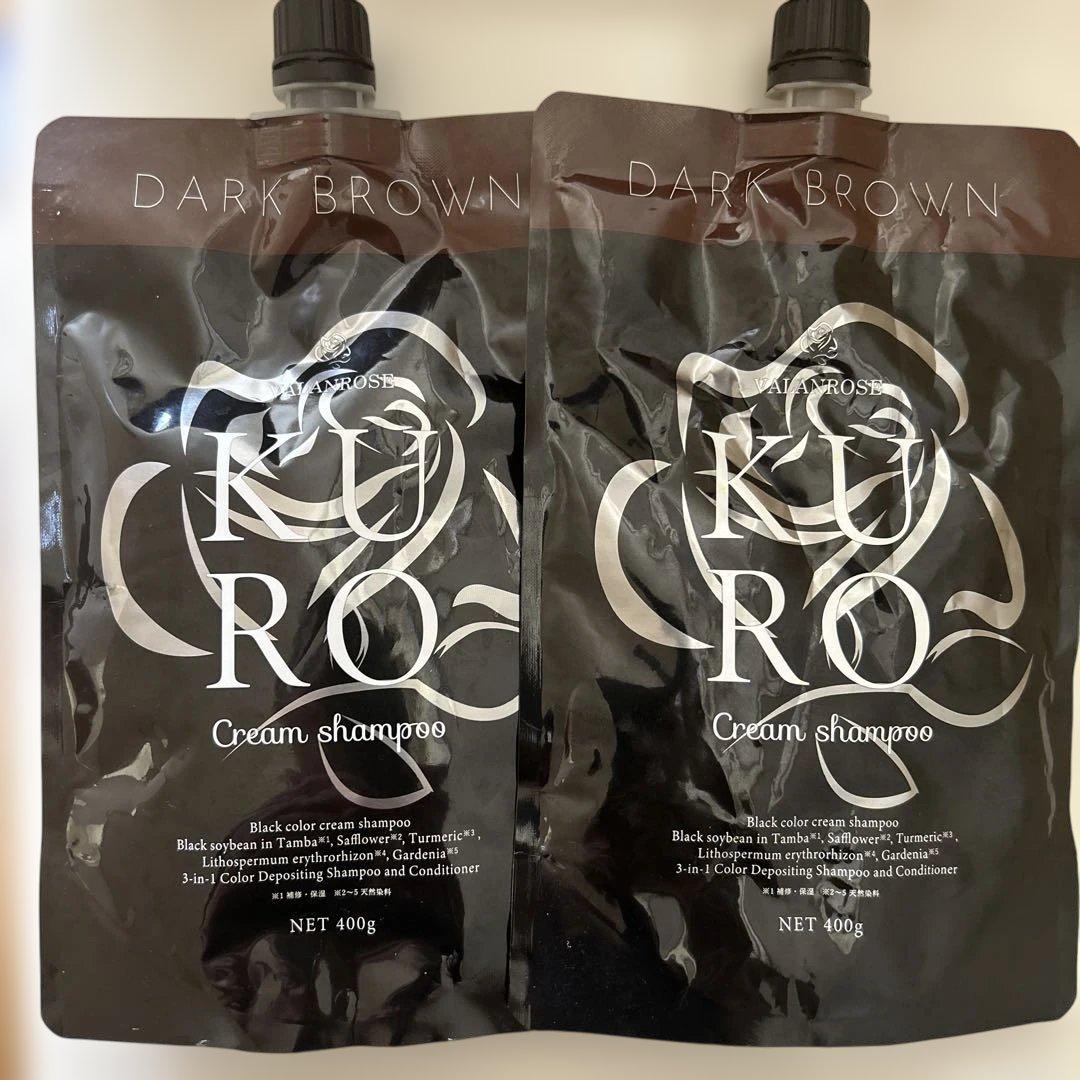 DARK BROWN
VALANROSE
KU
RO
Cream shampoo
Black color cream shampoo
Black soybean in Tamba※1, Safflower※2, Turmeric※3,
Lithospermum erythrorhizon※4, Gardenia※5
3-in-1 Color Depositing Shampoo and Conditioner
※1 補修・保湿 ※2〜5 天然染料
NET 400g
DARK BROWN
VALANROSE
KU
RO
Cream shampoo
Black color cream shampoo
Black soybean in Tamba※1, Safflower※2, Turmeric※3,
Lithospermum erythrorhizon※4, Gardenia※5
3-in-1 Color Depositing Shampoo and Conditioner
※1 補修・保湿 ※2〜5 天然染料
NET 400g